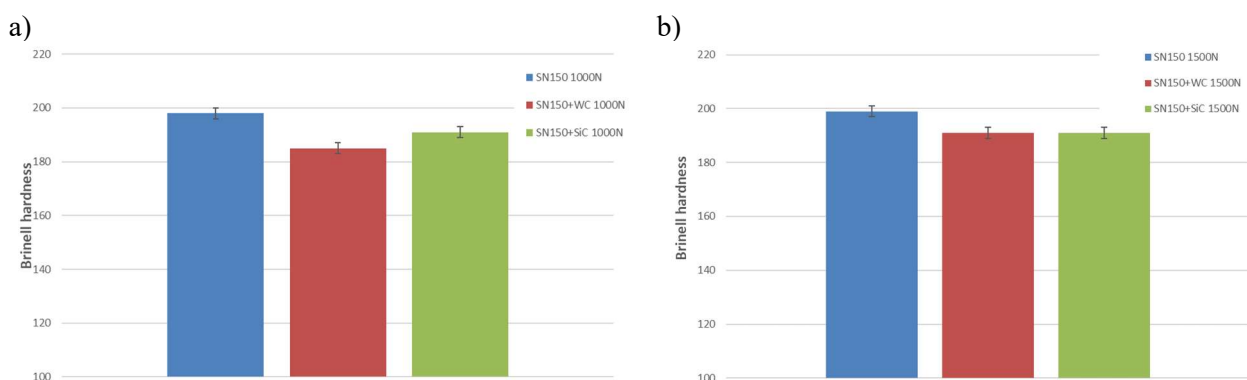 a)
220
200
180
160
140
120
100
Brinell hardness
SN150 1000N
SN150+WC 1000N
SN150+SiC 1000N
b)
220
200
180
160
140
120
100
Brinell hardness
SN150 1500N
SN150+WC 1500N
SN150+SiC 1500N